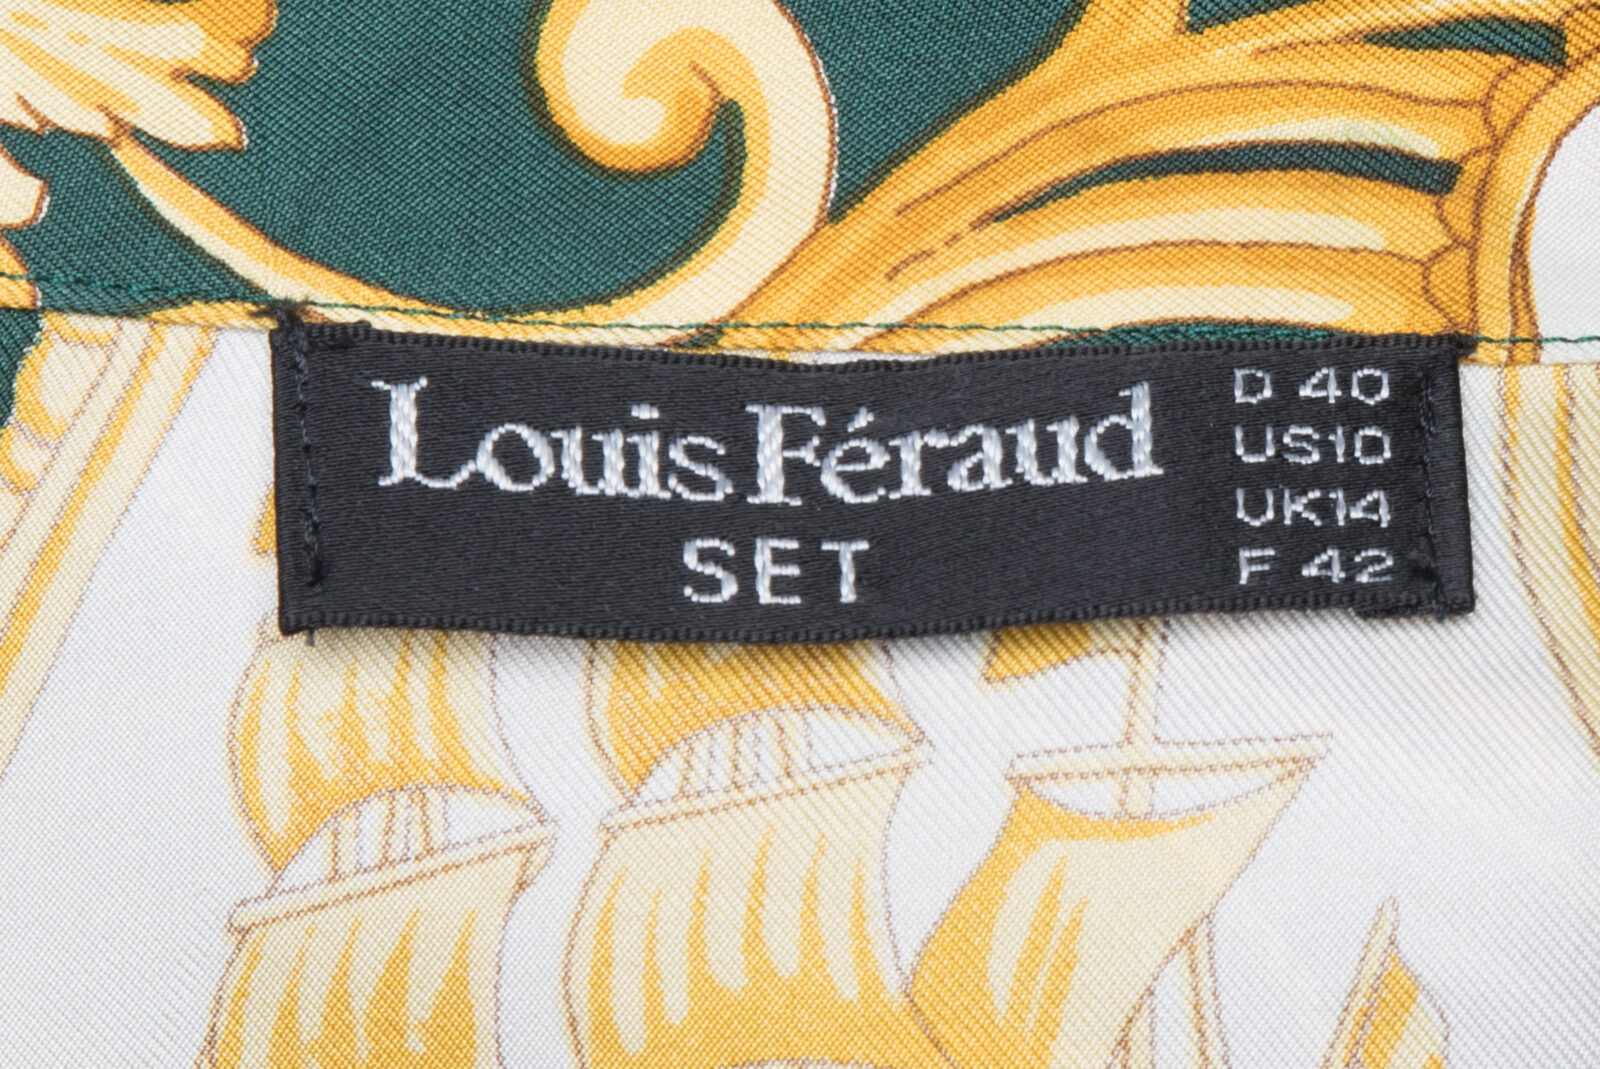 Louis Féraud
SET
D 40
US10
UK14
F 42